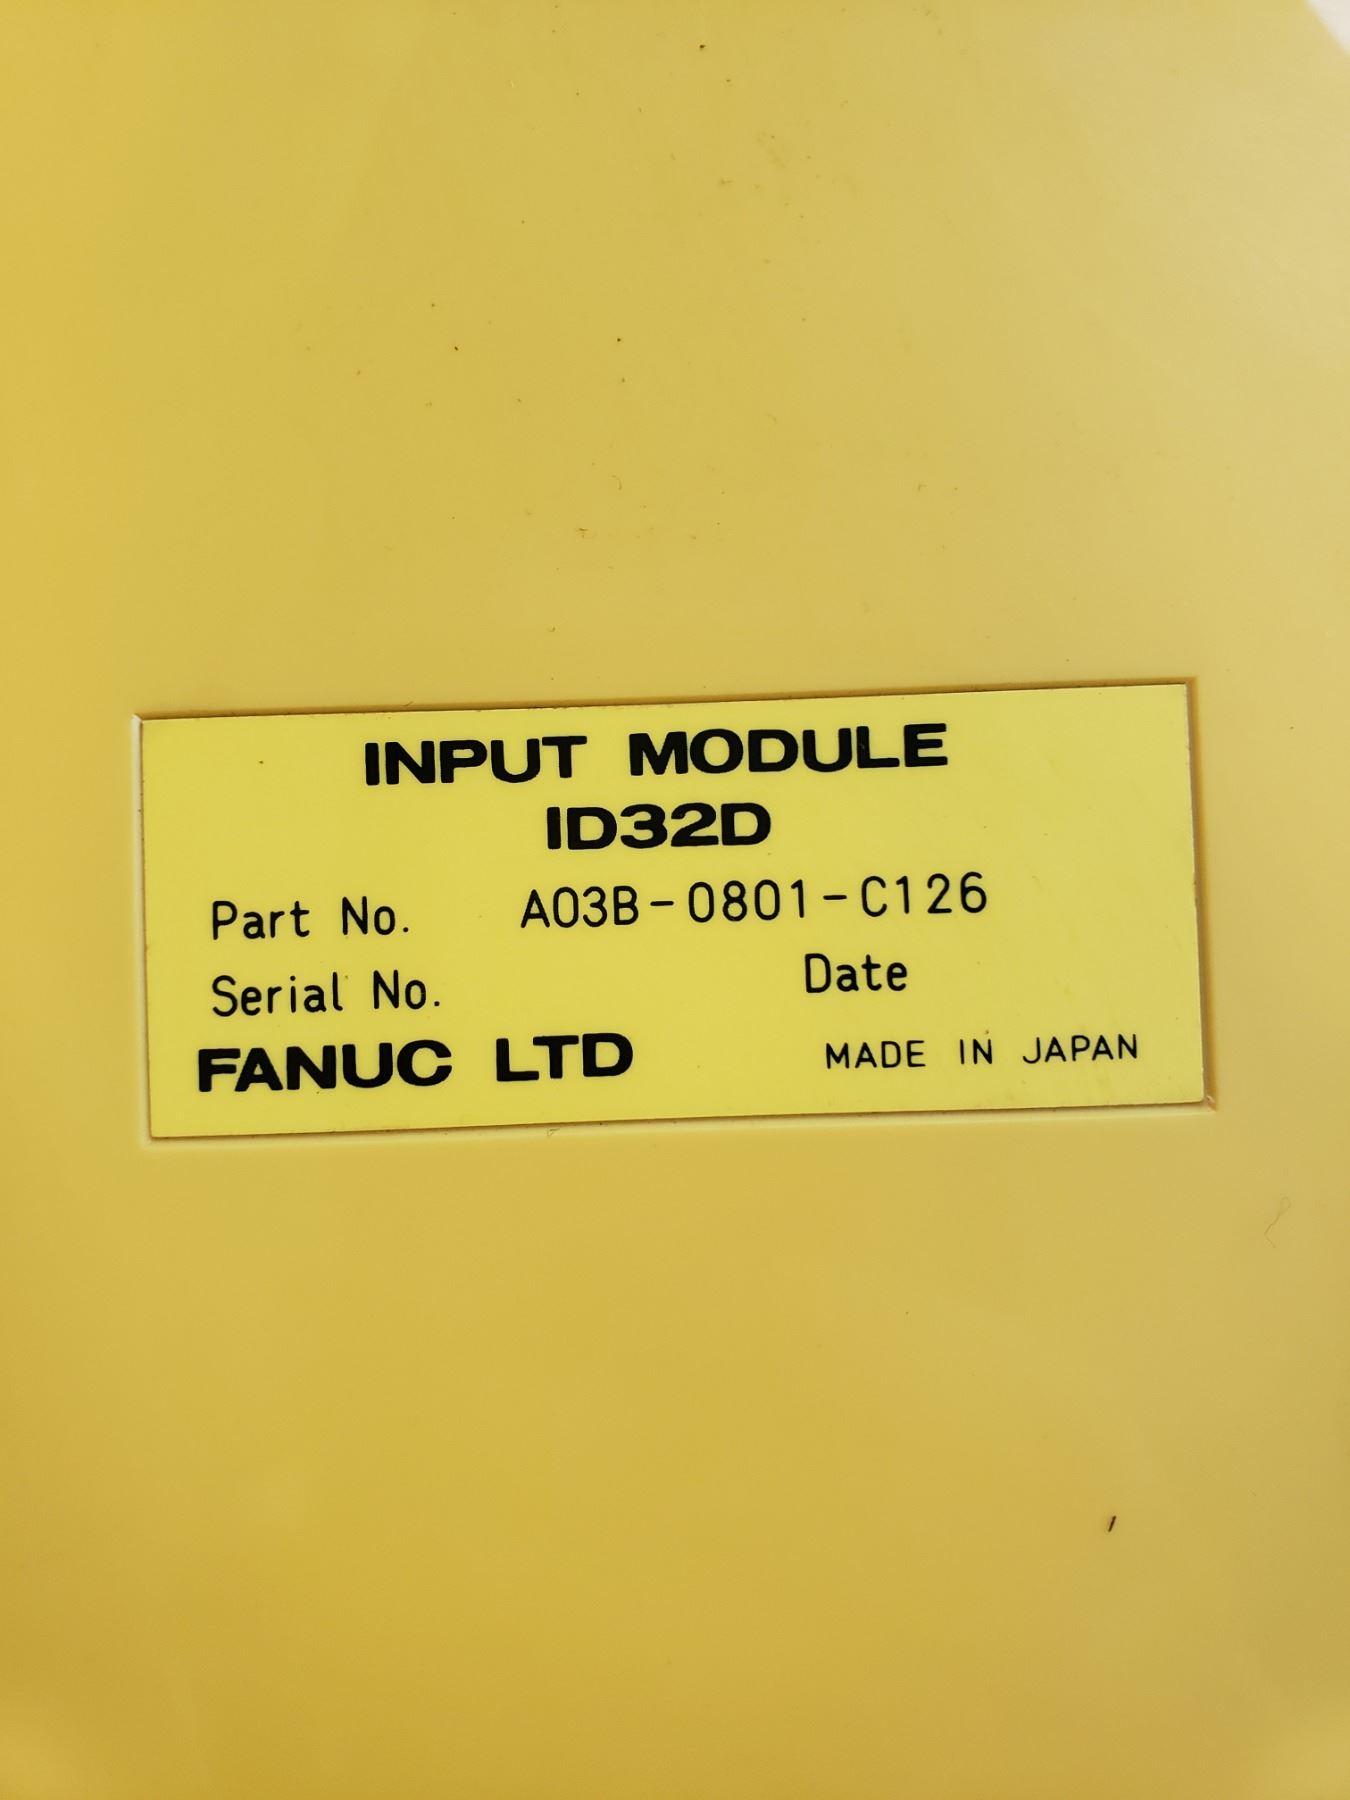 INPUT MODULE
ID32D
Part No. A03B-0801-C126
Serial No. Date
FANUC LTD MADE IN JAPAN